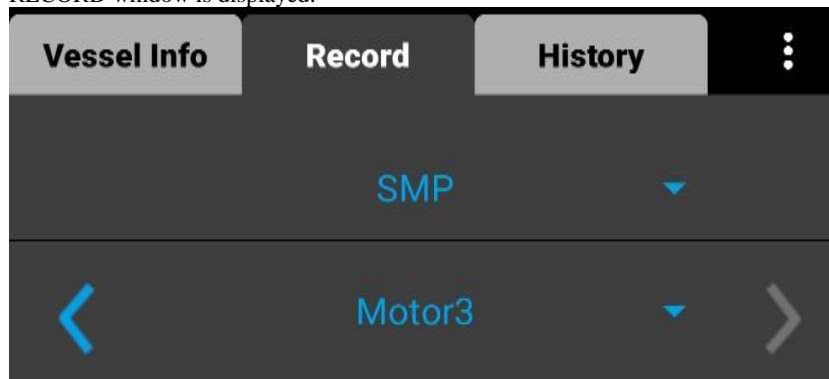 RECORD window is displayed.
Vessel Info Record History
SMP
Motor3